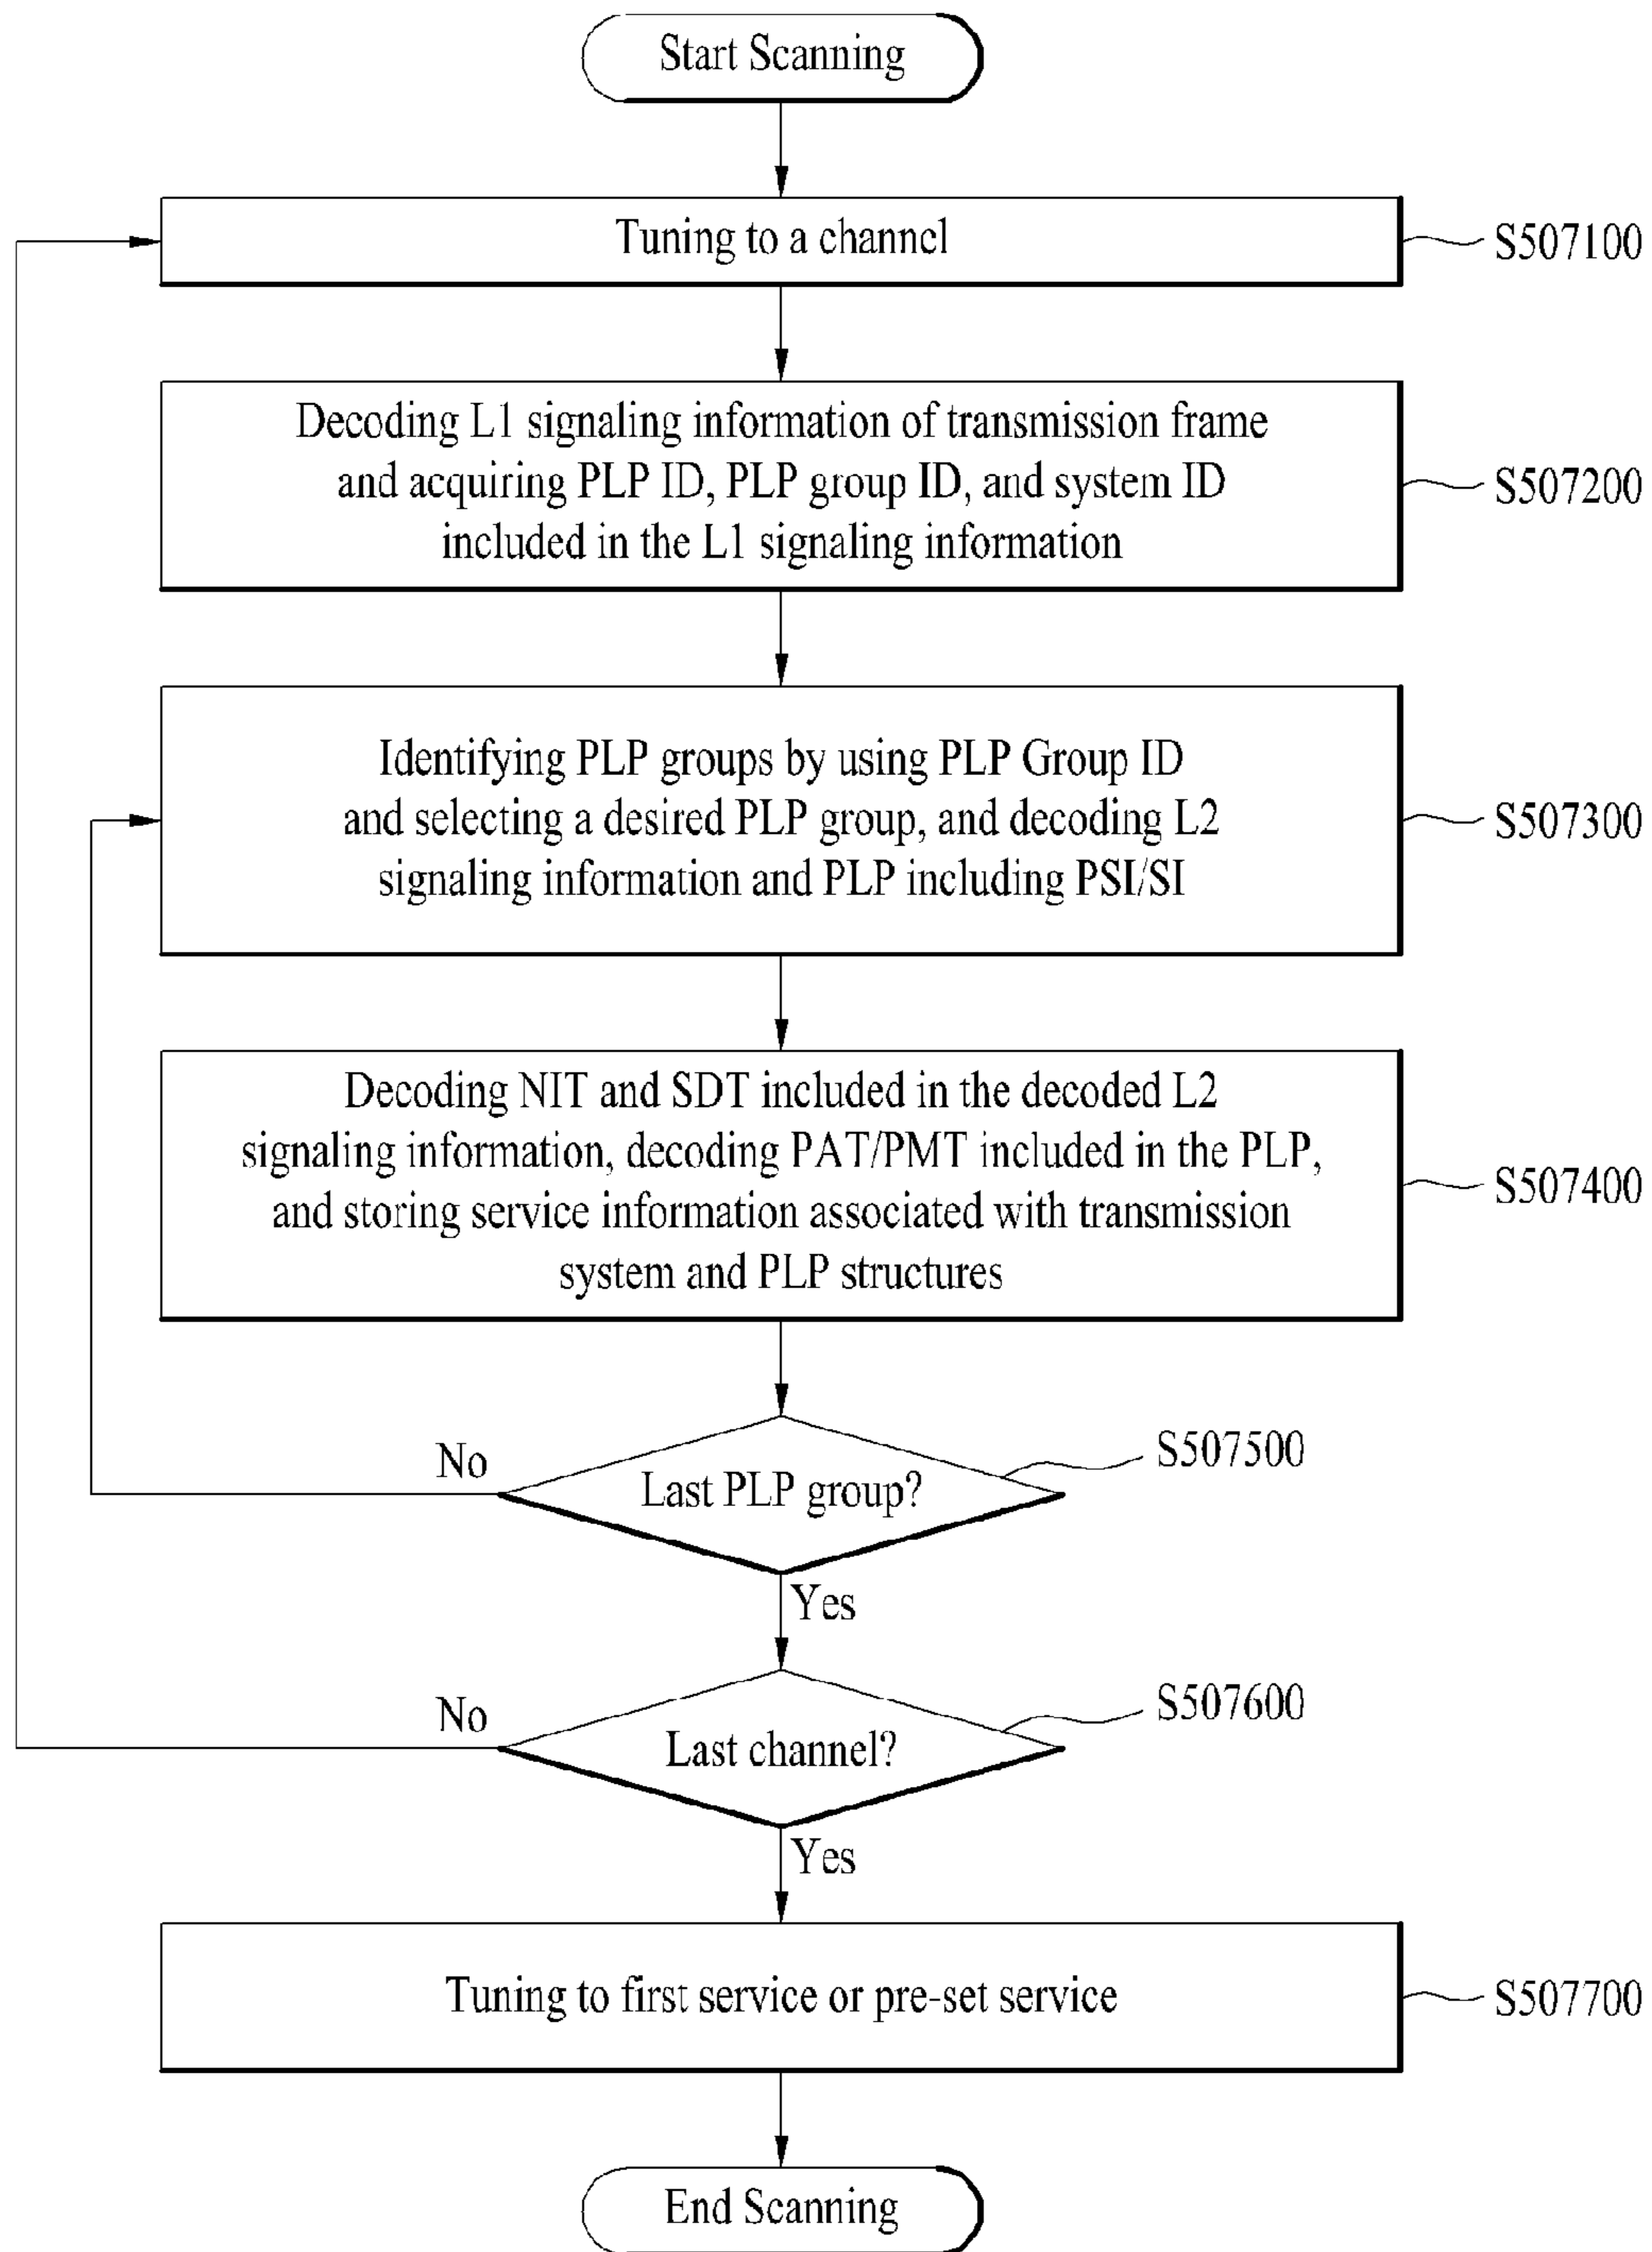 Start Scanning
Tuning to a channel
S507100
Decoding L1 signaling information of transmission frame
and acquiring PLP ID, PLP group ID, and system ID
included in the L1 signaling information
S507200
Identifying PLP groups by using PLP Group ID
and selecting a desired PLP group, and decoding L2
signaling information and PLP including PSI/SI
S507300
Decoding NIT and SDT included in the decoded L2
signaling information, decoding PAT/PMT included in the PLP,
and storing service information associated with transmission
system and PLP structures
S507400
No
Last PLP group?
S507500
Yes
No
Last channel?
S507600
Yes
Tuning to first service or pre-set service
S507700
End Scanning